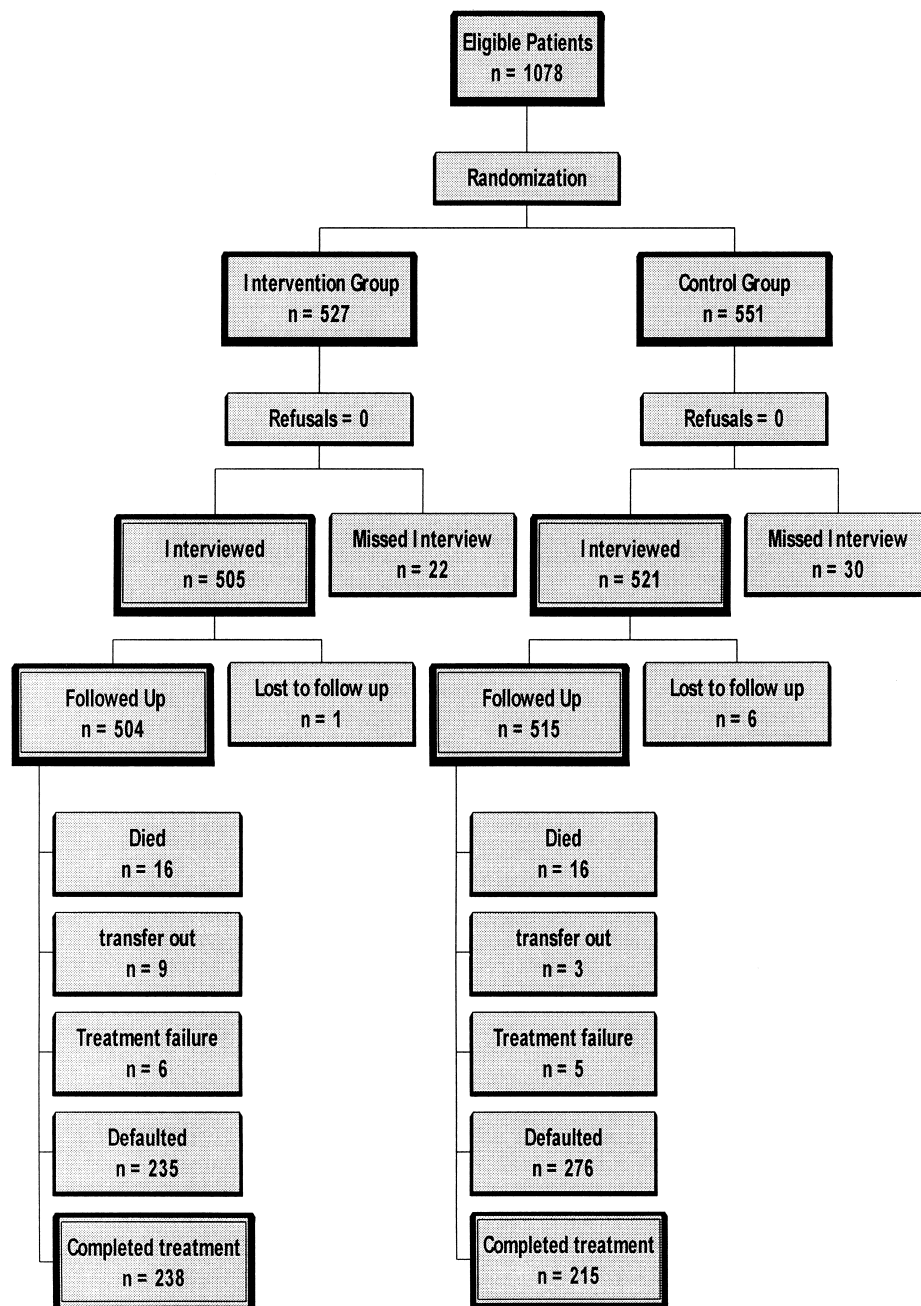 Eligible Patients
n = 1078
Randomization
Intervention Group
n = 527
Control Group
n = 551
Refusals = 0
Refusals = 0
Interviewed
n = 505
Missed Interview
n = 22
Interviewed
n = 521
Missed Interview
n = 30
Followed Up
n = 504
Lost to follow up
n = 1
Followed Up
n = 515
Lost to follow up
n = 6
Died
n = 16
transfer out
n = 9
Treatment failure
n = 6
Defaulted
n = 235
Completed treatment
n = 238
Died
n = 16
transfer out
n = 3
Treatment failure
n = 5
Defaulted
n = 276
Completed treatment
n = 215